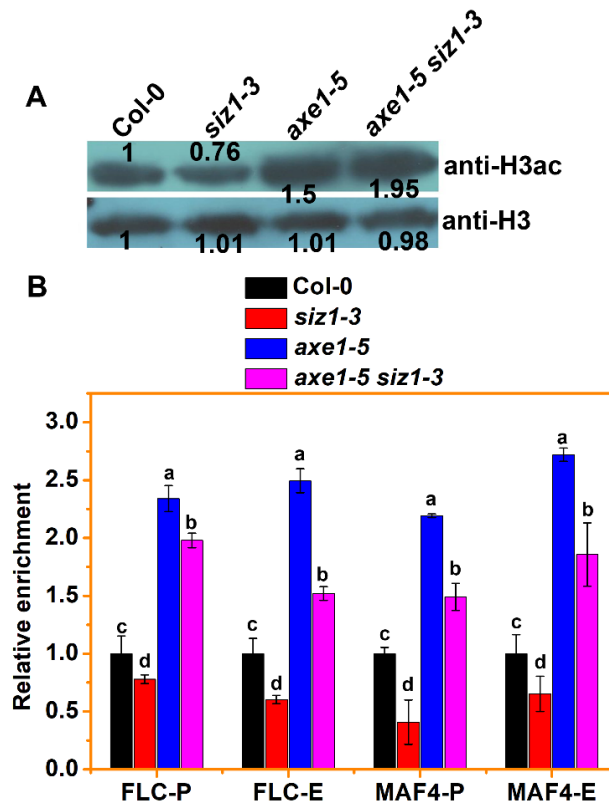 A
Col-0 siz1-3 axe1-5 axe1-5 siz1-3
1 0.76 1.5 1.95 anti-H3ac
1 1.01 1.01 0.98 anti-H3
B
Col-0
siz1-3
axe1-5
axe1-5 siz1-3
Relative enrichment
3.0
2.5
2.0
1.5
1.0
0.5
0.0
c d a b
c d a b
c d a b
c d a b
FLC-P FLC-E MAF4-P MAF4-E